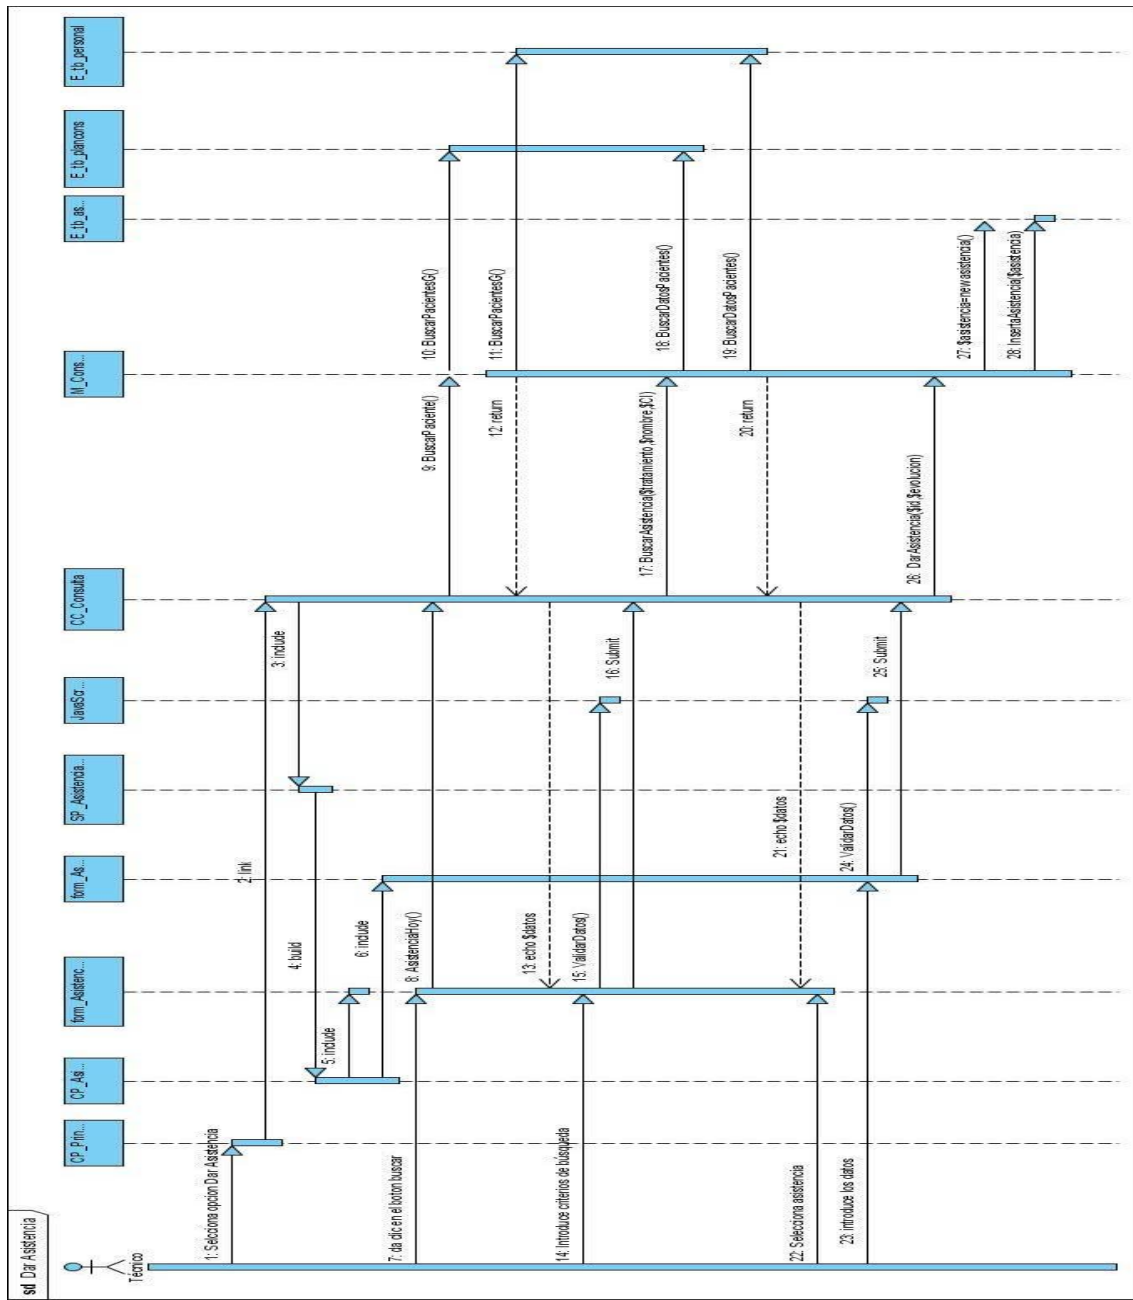 sd Dar Asistencia
Técnico
CP_Prin...
CP_Asi...
form_Asistenc...
form_As...
SP_Asistencia...
JavaScr...
CC_Consulta
M_Cons...
E_tb_as...
E_tb_plancons
E_tb_personal
1: Selcciona opcion Dar Asistencia
2: link
3: include
4: build
5: include
6: include
7: da clic en el boton buscar
8: AsistenciaHoy()
9: BuscarPaciente()
10: BuscarPacientesG()
11: BuscarPacientesG()
12: return
13: echo $datos
14: Introduce criterios de búsqueda
15: ValidarDatos()
16: Submit
17: BuscarAsistencia($tratamiento,$nombre,$CI)
18: BuscarDatosPacientes()
19: BuscarDatosPacientes()
20: return
21: echo $datos
22: Selecciona asistencia
23: introduce los datos
24: ValidarDatos()
25: Submit
26: DarAsistencia($id,$evolucion)
27: $asistencia=new asistencia()
28: InsertaAsistencia($asistencia)